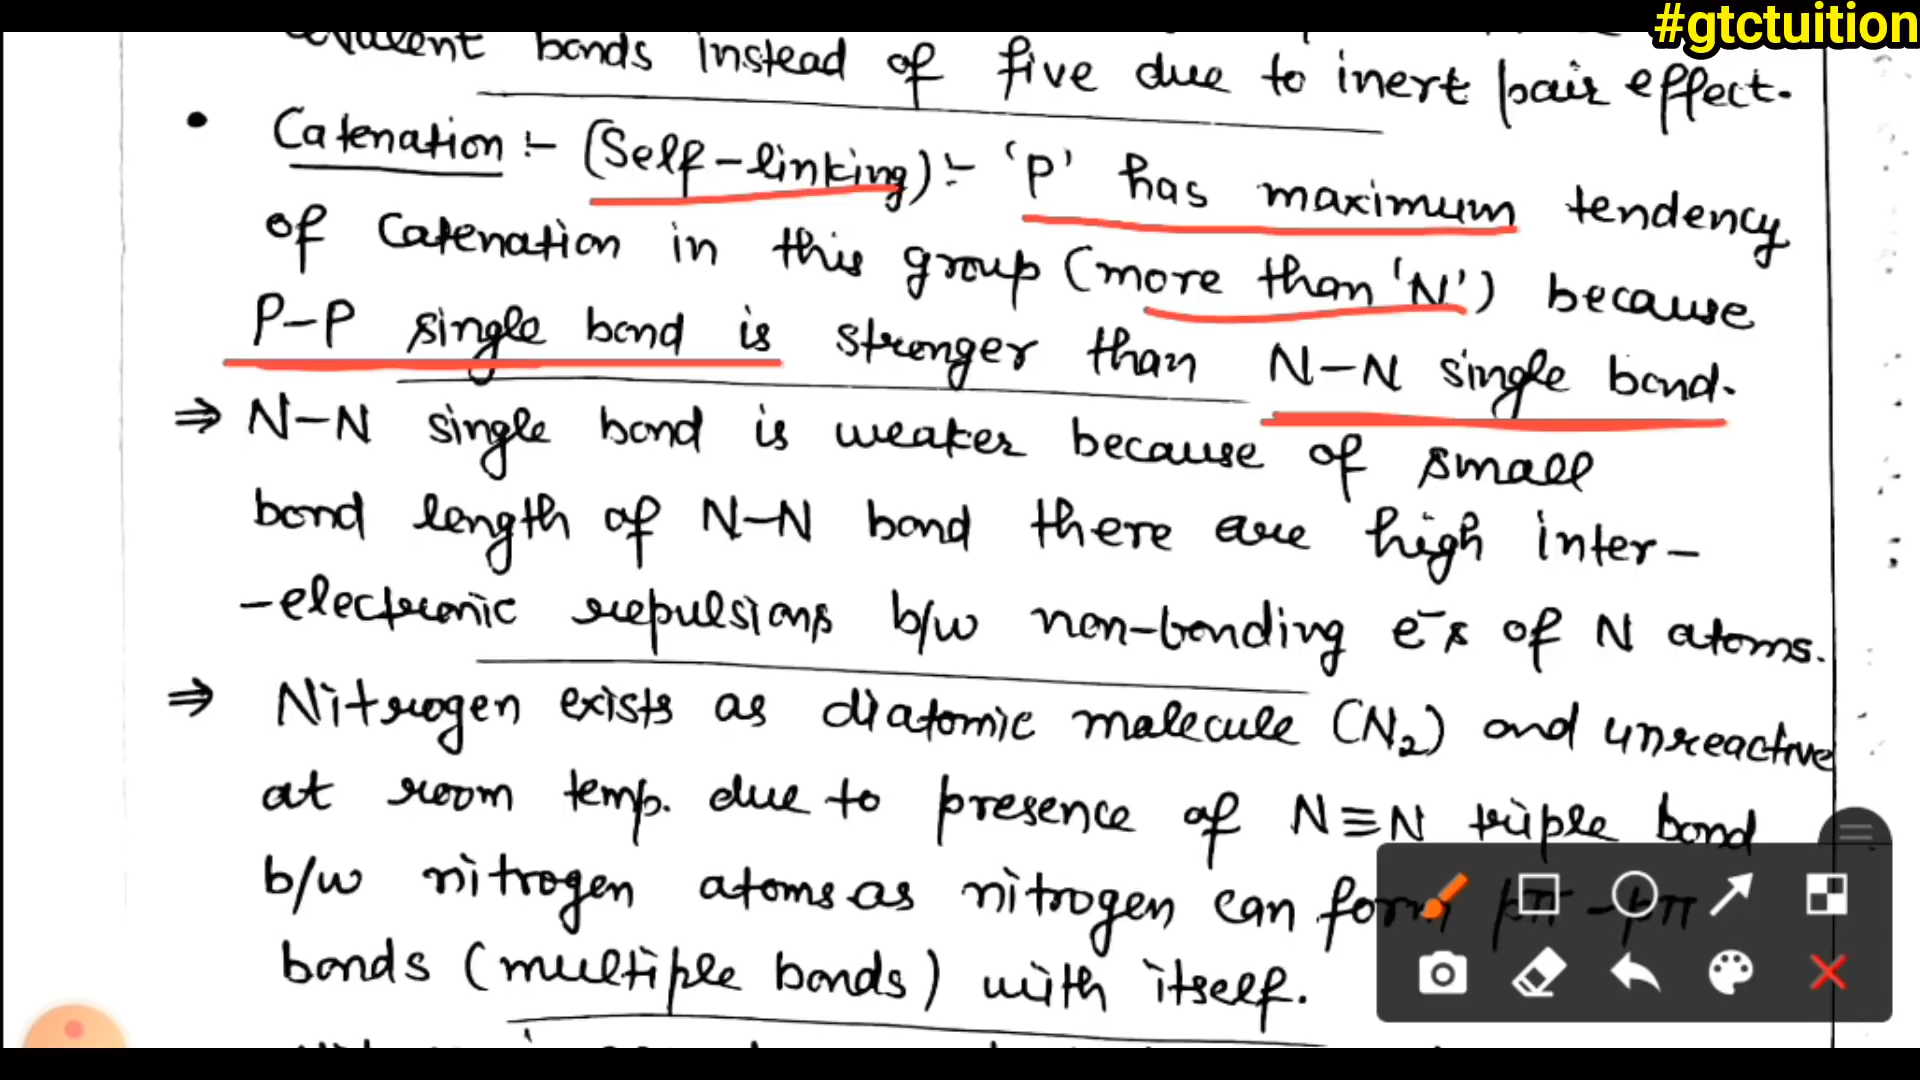 #gtctuition
covalent bonds instead of five due to inert pair effect.
• Catenation :- (Self-linking) :- 'P' has maximum tendency
of Catenation in this group (more than 'N') because
P-P single bond is stronger than N-N single bond.
⇒ N-N single bond is weaker because of small
bond length of N-N bond there are high inter-
-electronic repulsions b/w non-bonding e⁻s of N atoms.
⇒ Nitrogen exists as diatomic molecule (N₂) and unreactive
at room temp. due to presence of N≡N triple bond
b/w nitrogen atoms as nitrogen can form pπ-pπ
bonds (multiple bonds) with itself.